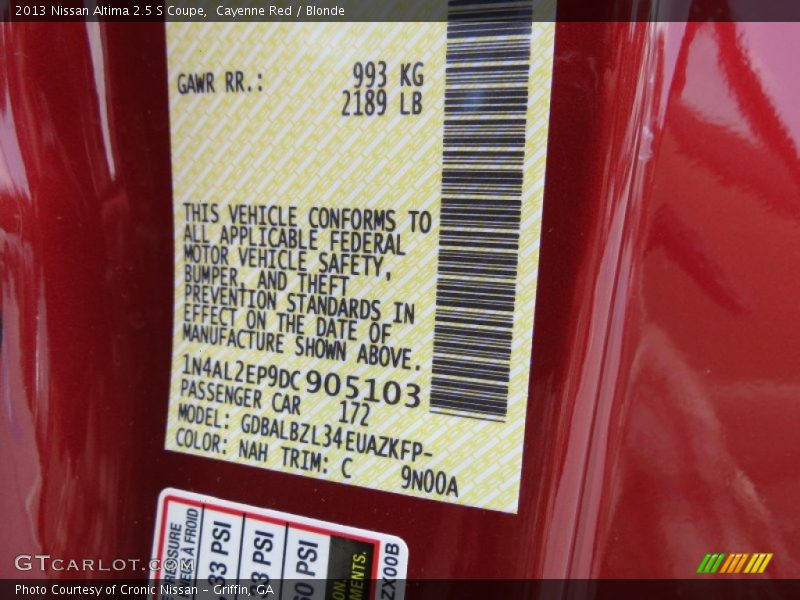 2013 Nissan Altima 2.5 S Coupe, Cayenne Red / Blonde
GAWR RR.: 993 KG
2189 LB
THIS VEHICLE CONFORMS TO
ALL APPLICABLE FEDERAL
MOTOR VEHICLE SAFETY,
BUMPER, AND THEFT
PREVENTION STANDARDS IN
EFFECT ON THE DATE OF
MANUFACTURE SHOWN ABOVE.
1N4AL2EP9DC905103
PASSENGER CAR 172
MODEL: GDBALBZL34EUAZKFP-
COLOR: NAH TRIM: C 9N00A
33 PSI
PSI
PSI
ZX00B
GTCARLOT.COM
Photo Courtesy of Cronic Nissan - Griffin, GA